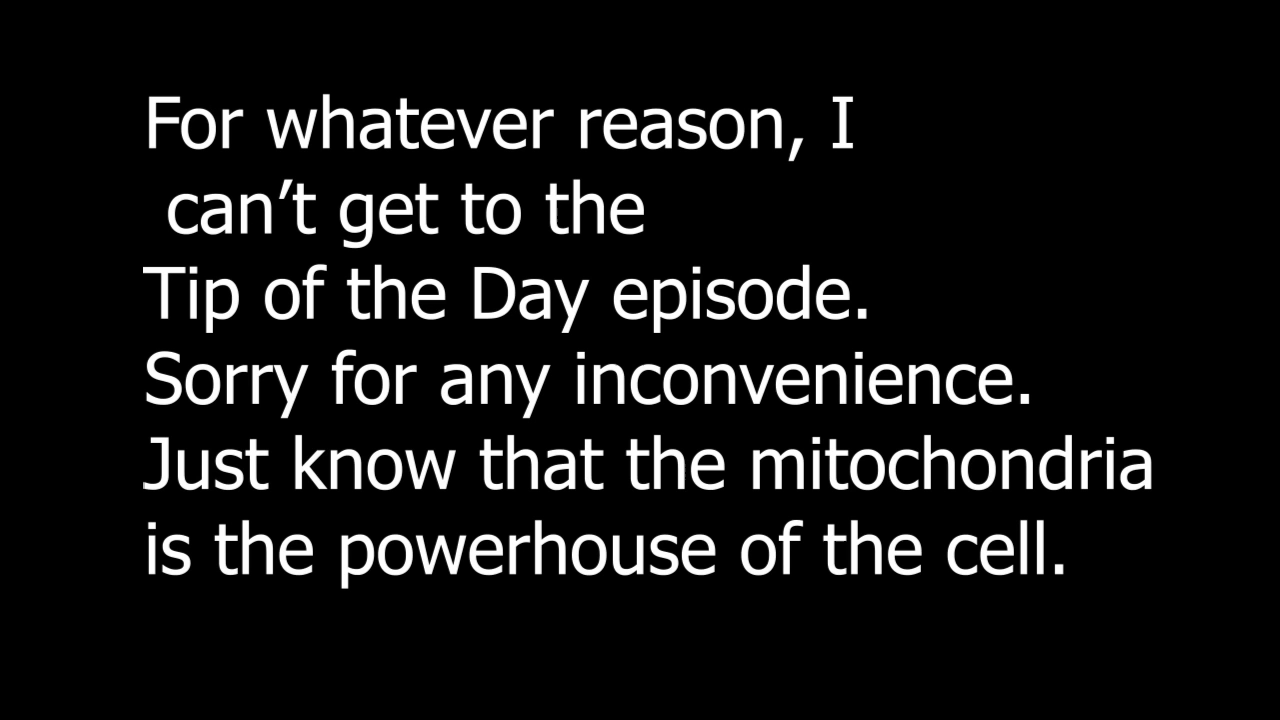 For whatever reason, I
can’t get to the
Tip of the Day episode.
Sorry for any inconvenience.
Just know that the mitochondria
is the powerhouse of the cell.